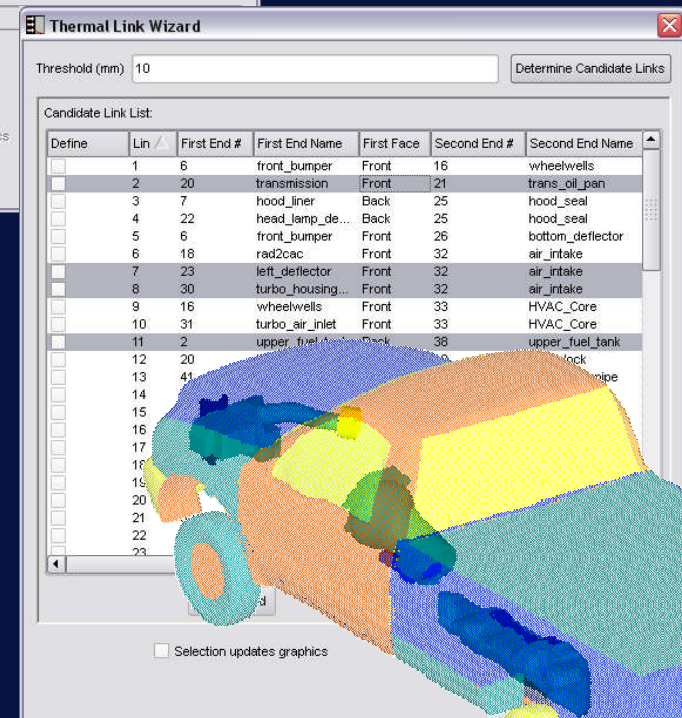 Thermal Link Wizard
Threshold (mm) 10 Determine Candidate Links
Candidate Link List:
Define Lin First End # First End Name First Face Second End # Second End Name
1 6 front_bumper Front 16 wheelwells
2 20 transmission Front 21 trans_oil_pan
3 7 hood_liner Back 25 hood_seal
4 22 head_lamp_de... Back 25 hood_seal
5 6 front_bumper Front 26 bottom_deflector
6 18 rad2cac Front 32 air_intake
7 23 left_deflector Front 32 air_intake
8 30 turbo_housing... Front 32 air_intake
9 16 wheelwells Front 33 HVAC_Core
10 31 turbo_air_inlet Front 33 HVAC_Core
11 2 38 upper_fuel_tank
12 20
13 41
14
15
16
17
18
19
20
21
22
23
Selection updates graphics